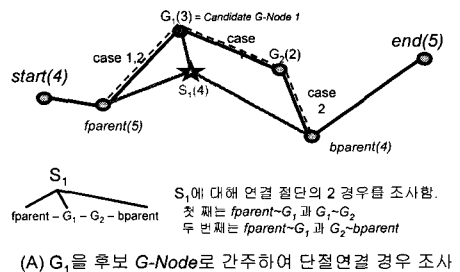 G₁(3) = Candidate G-Node 1
case
case 1,2
G₂(2)
end(5)
start(4)
S₁(4)
case
2
fparent(5)
bparent(4)
S₁
fparent – G₁ – G₂ – bparent
S₁에 대해 연결 절단의 2 경우를 조사함.
첫 째는 fparent~G₁ 과 G₁~G₂
두 번째는 fparent~G₁ 과 G₂~bparent
(A) G₁을 후보 G-Node로 간주하여 단절연결 경우 조사